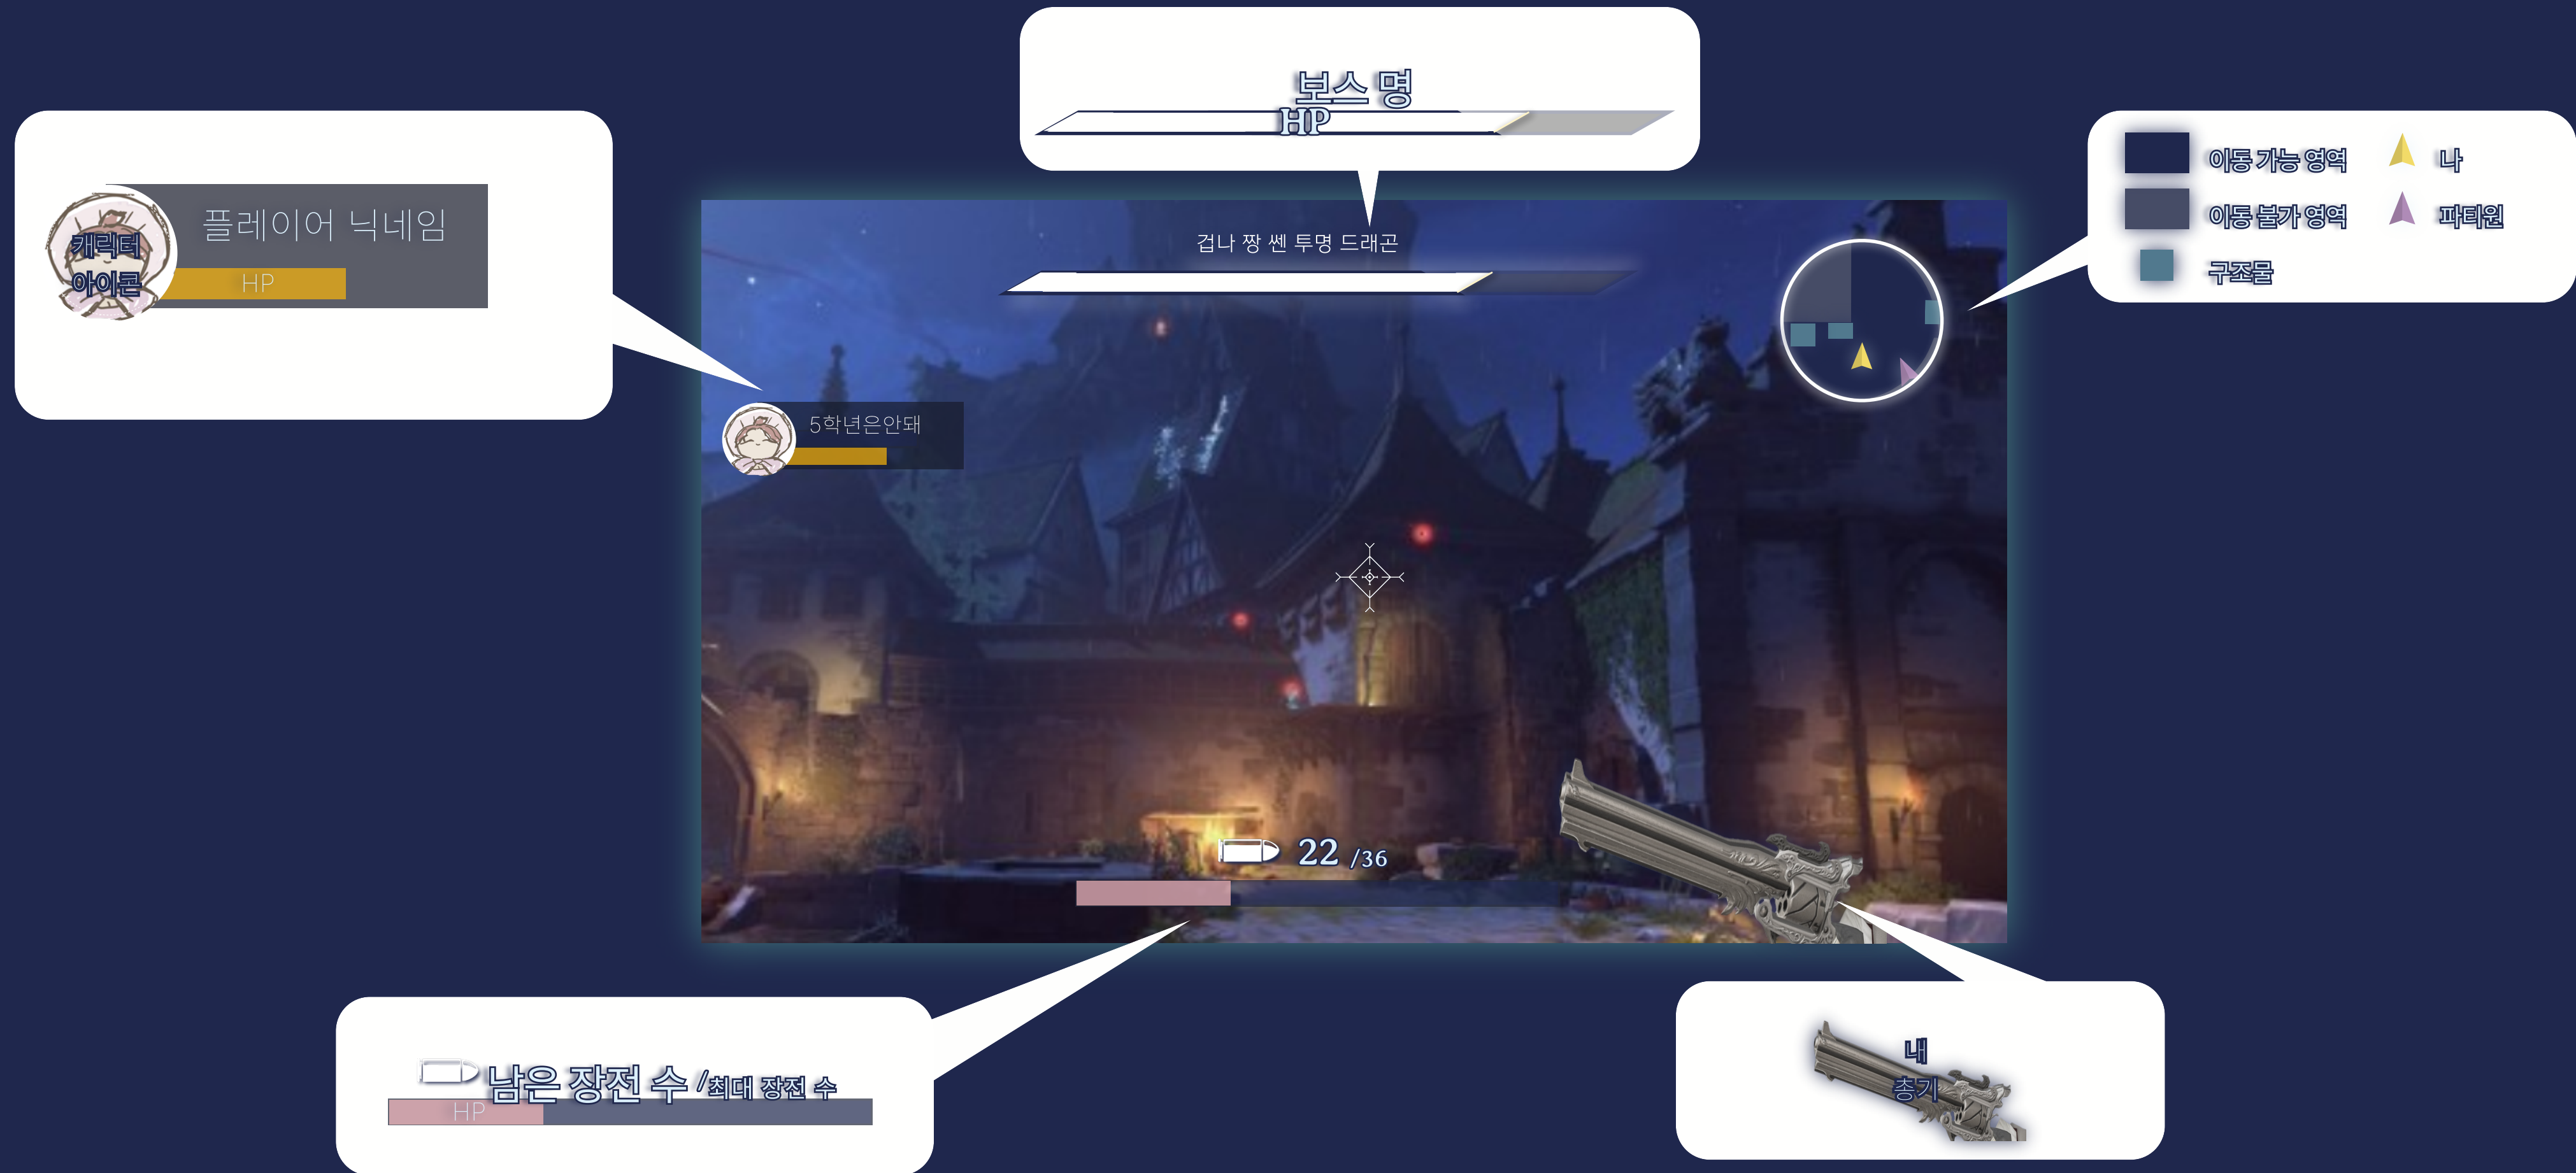 보스 명
HP
플레이어 닉네임
캐릭터
아이콘
HP
이동 가능 영역
나
이동 불가 영역
파티원
구조물
겁나 짱 쎈 투명 드래곤
5학년은안돼
22 /36
남은 장전 수 /최대 장전 수
HP
내
총기